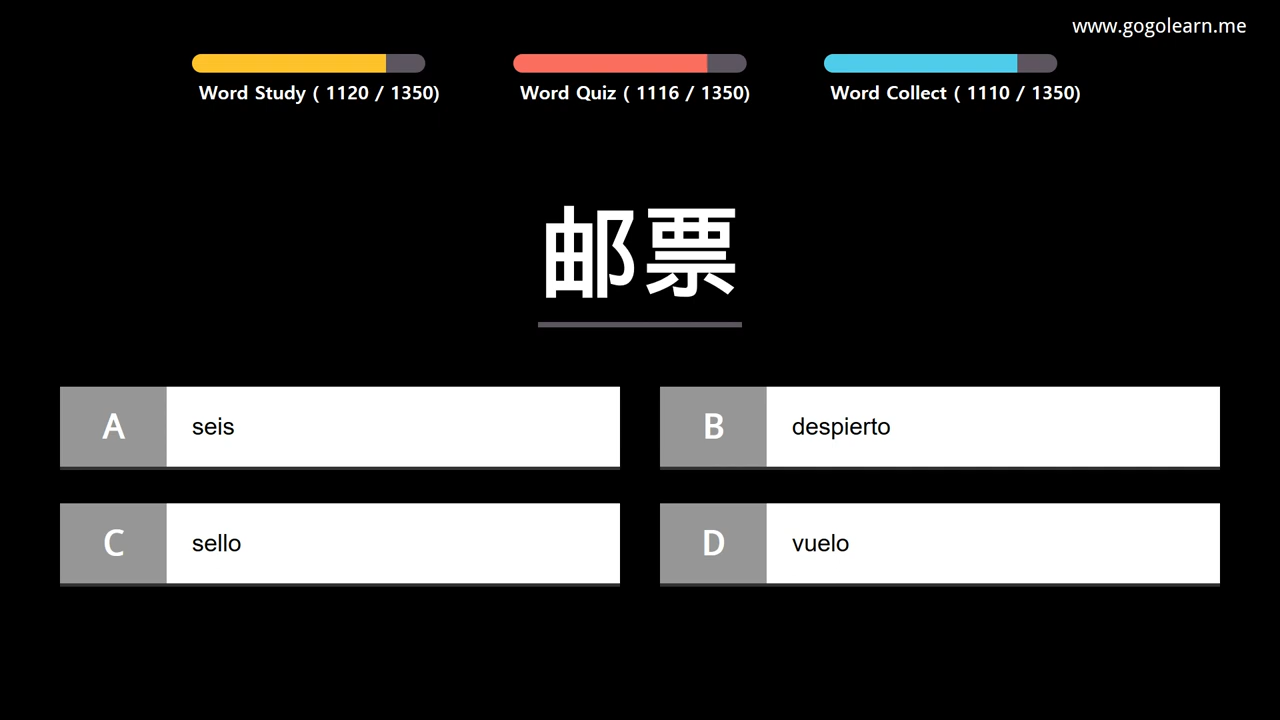 www.gogolearn.me
Word Study ( 1120 / 1350)
Word Quiz ( 1116 / 1350)
Word Collect ( 1110 / 1350)
邮票
A seis
B despierto
C sello
D vuelo